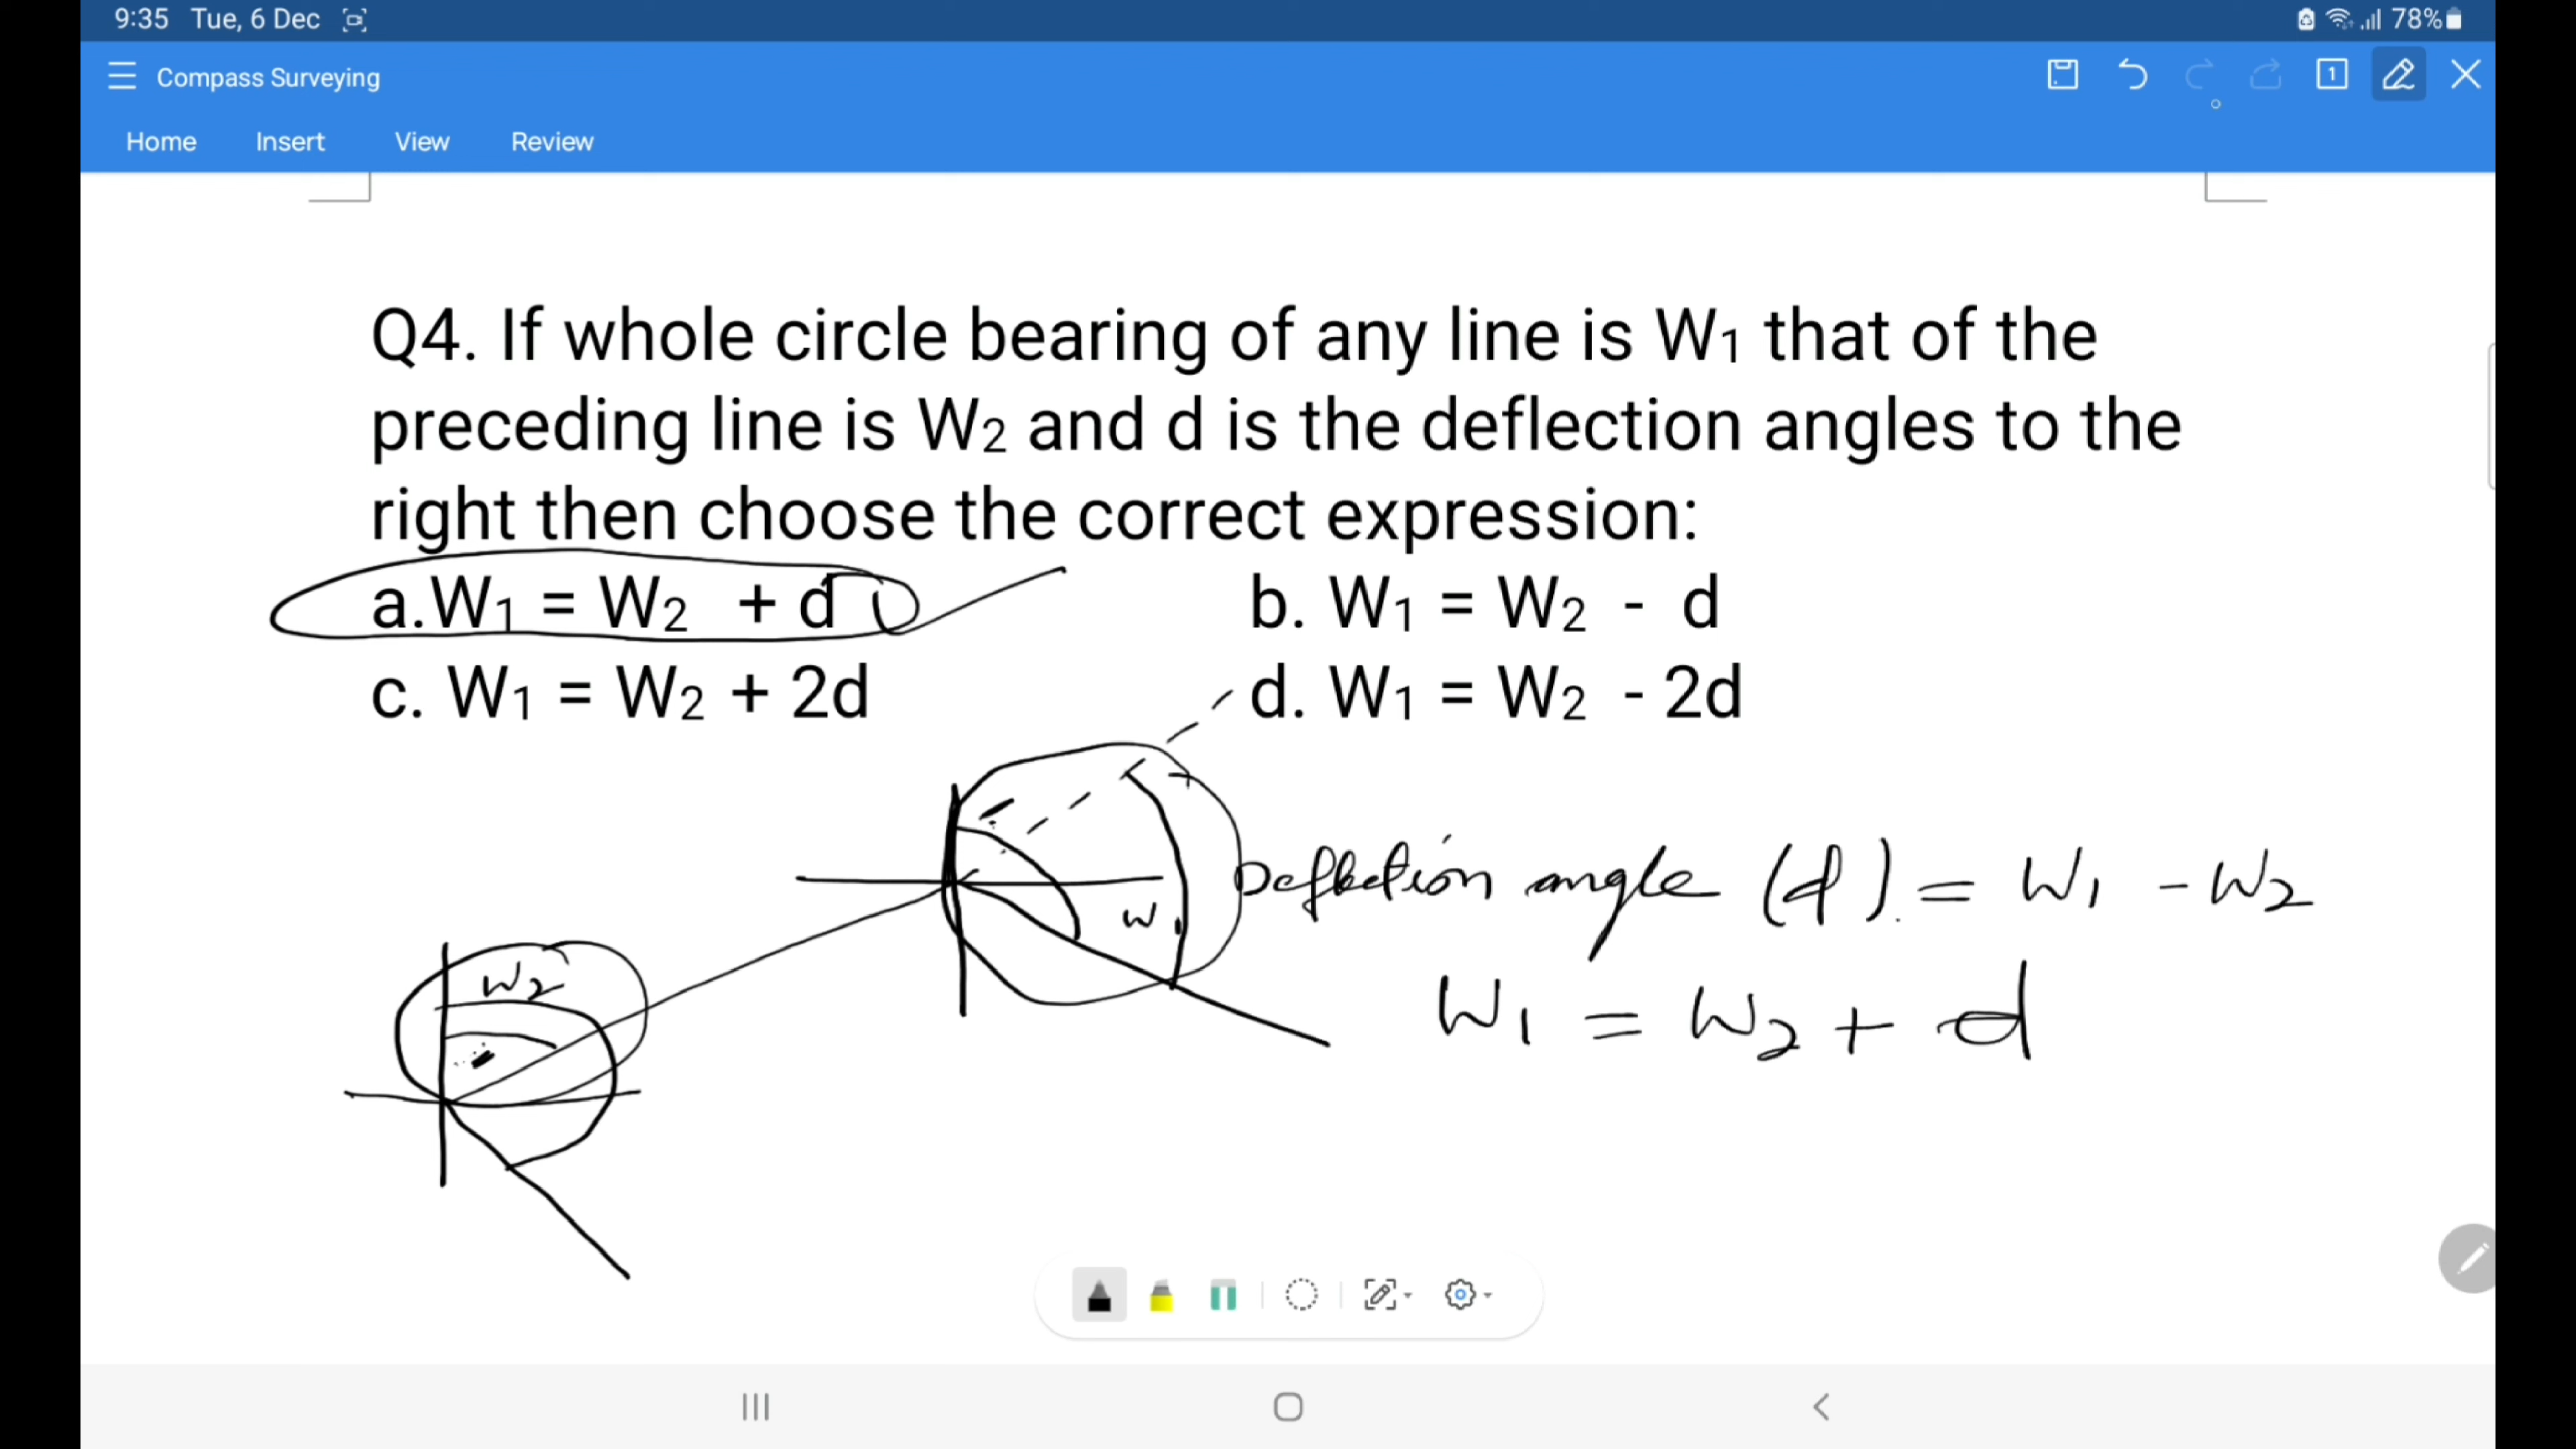 9:35 Tue, 6 Dec 78%
Compass Surveying
1
Home Insert View Review
Q4. If whole circle bearing of any line is W1 that of the
preceding line is W2 and d is the deflection angles to the
right then choose the correct expression:
a.W1 = W2 + d b. W1 = W2 - d
c. W1 = W2 + 2d d. W1 = W2 - 2d
Deflection angle (d) = W1 - W2
W1
W2
W1 = W2 + d